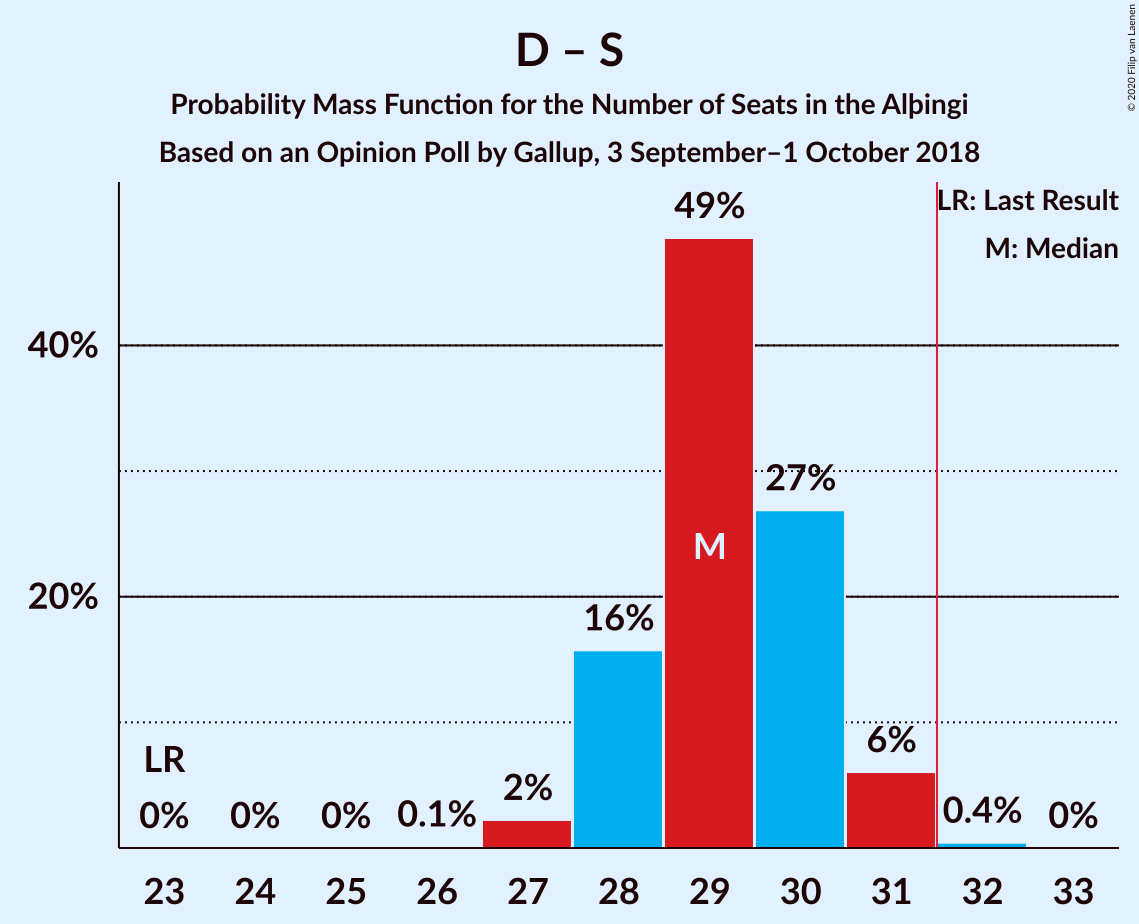 D – S
Probability Mass Function for the Number of Seats in the Alþingi
Based on an Opinion Poll by Gallup, 3 September–1 October 2018
© 2020 Filip van Laenen
LR: Last Result
M: Median
49%
40%
27%
M
20%
16%
6%
LR
2%
0% 0% 0% 0.1% 0.4% 0%
23 24 25 26 27 28 29 30 31 32 33